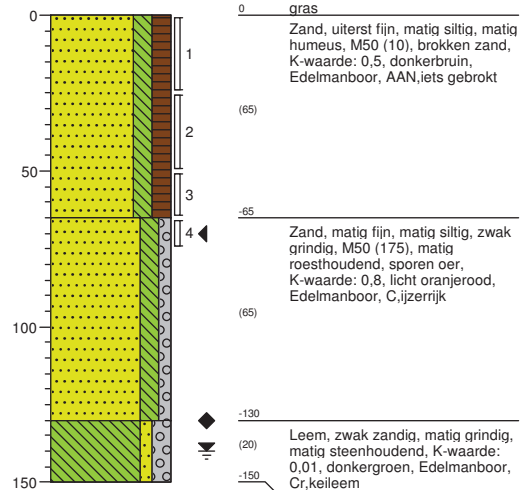 0
0
gras
1
Zand, uiterst fijn, matig siltig, matig
humeus, M50 (10), brokken zand,
K-waarde: 0,5, donkerbruin,
Edelmanboor, AAN,iets gebrokt
(65)
2
50
3
-65
4
Zand, matig fijn, matig siltig, zwak
grindig, M50 (175), matig
roesthoudend, sporen oer,
K-waarde: 0,8, licht oranjerood,
Edelmanboor, C,ijzerrijk
(65)
100
-130
Leem, zwak zandig, matig grindig,
matig steenhoudend, K-waarde:
0,01, donkergroen, Edelmanboor,
Cr,keileem
(20)
150
-150